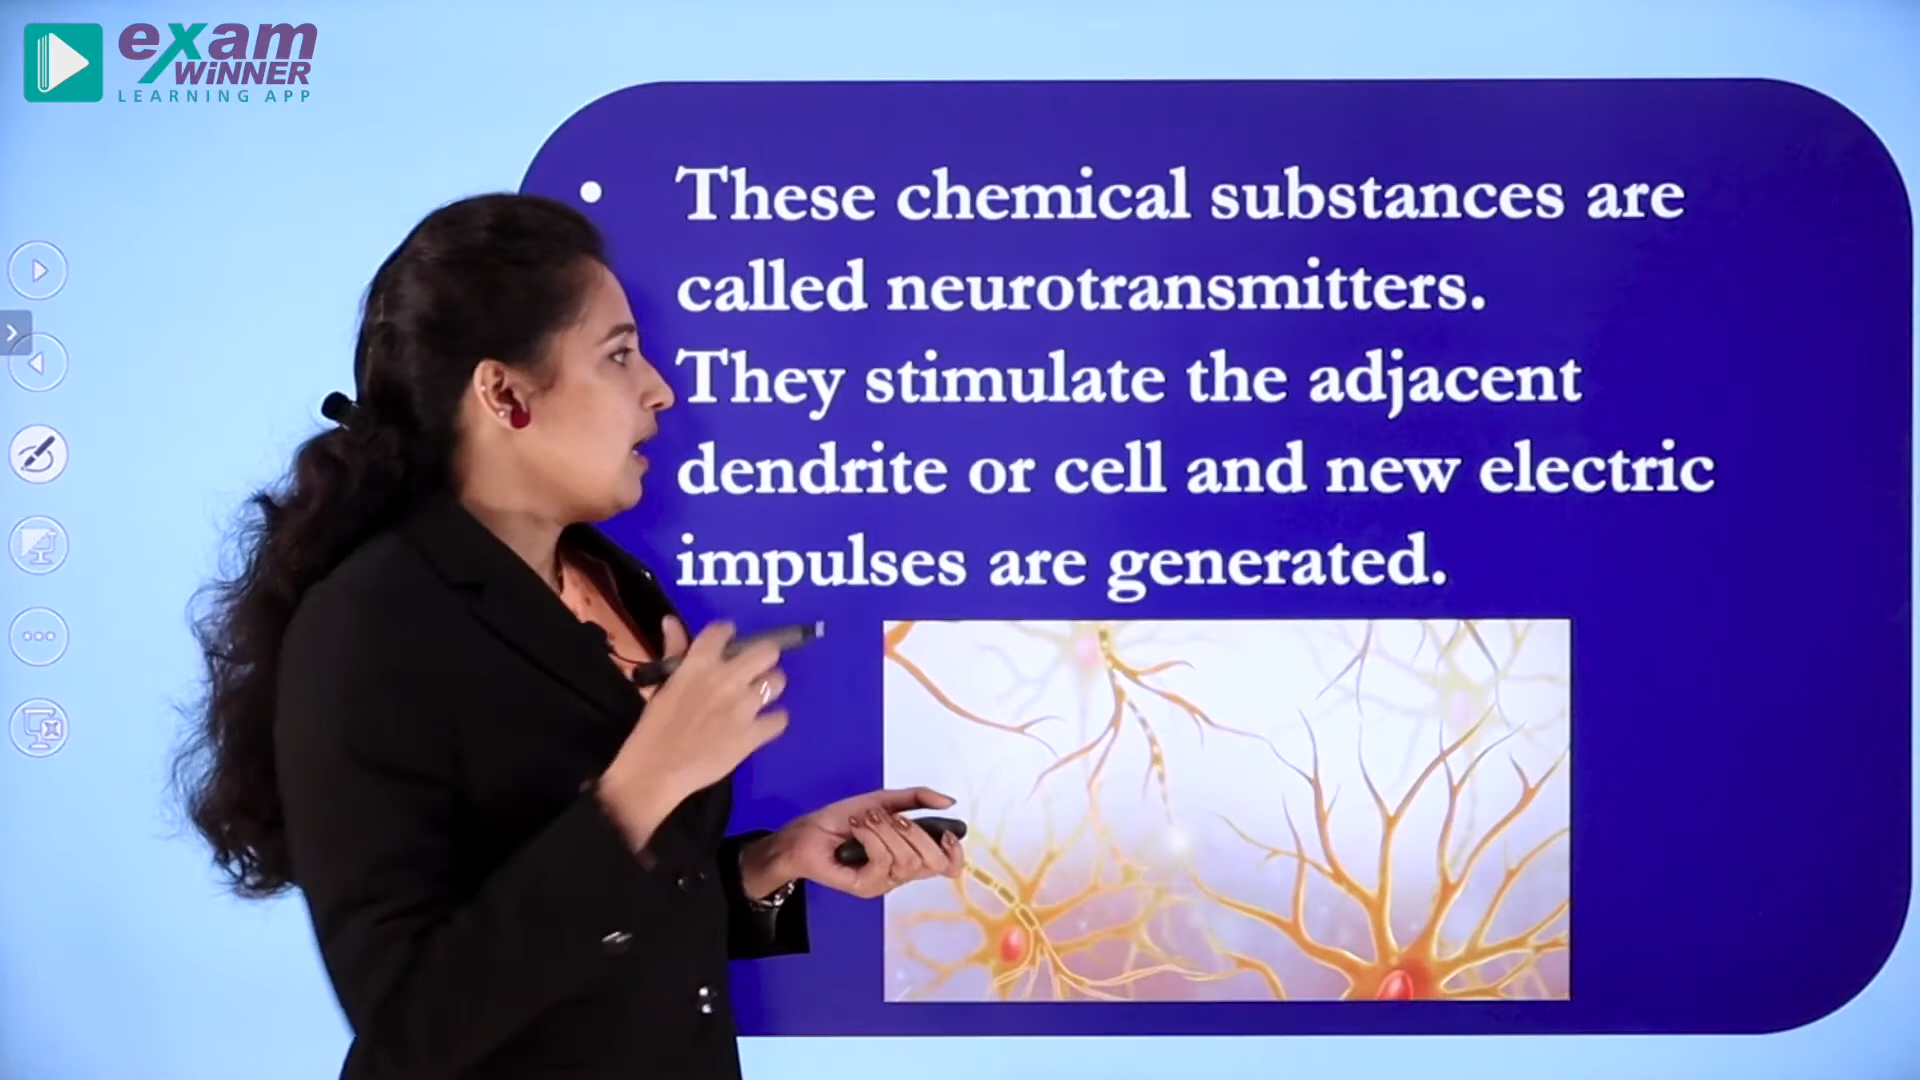 exam
WiNNER
LEARNING APP
• These chemical substances are
called neurotransmitters.
They stimulate the adjacent
dendrite or cell and new electric
impulses are generated.